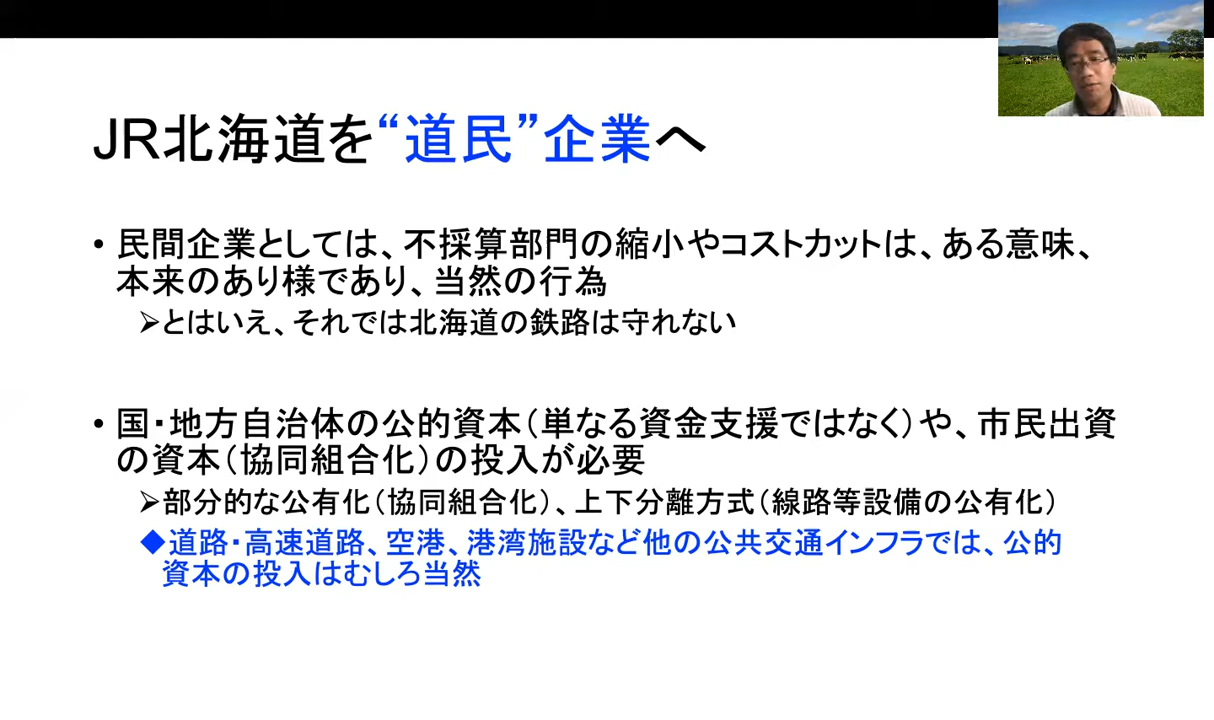 JR北海道を“道民”企業へ
• 民間企業としては、不採算部門の縮小やコストカットは、ある意味、
本来のあり様であり、当然の行為
➢とはいえ、それでは北海道の鉄路は守れない
• 国・地方自治体の公的資本(単なる資金支援ではなく)や、市民出資
の資本(協同組合化)の投入が必要
➢部分的な公有化(協同組合化)、上下分離方式(線路等設備の公有化)
◆道路・高速道路、空港、港湾施設など他の公共交通インフラでは、公的
資本の投入はむしろ当然